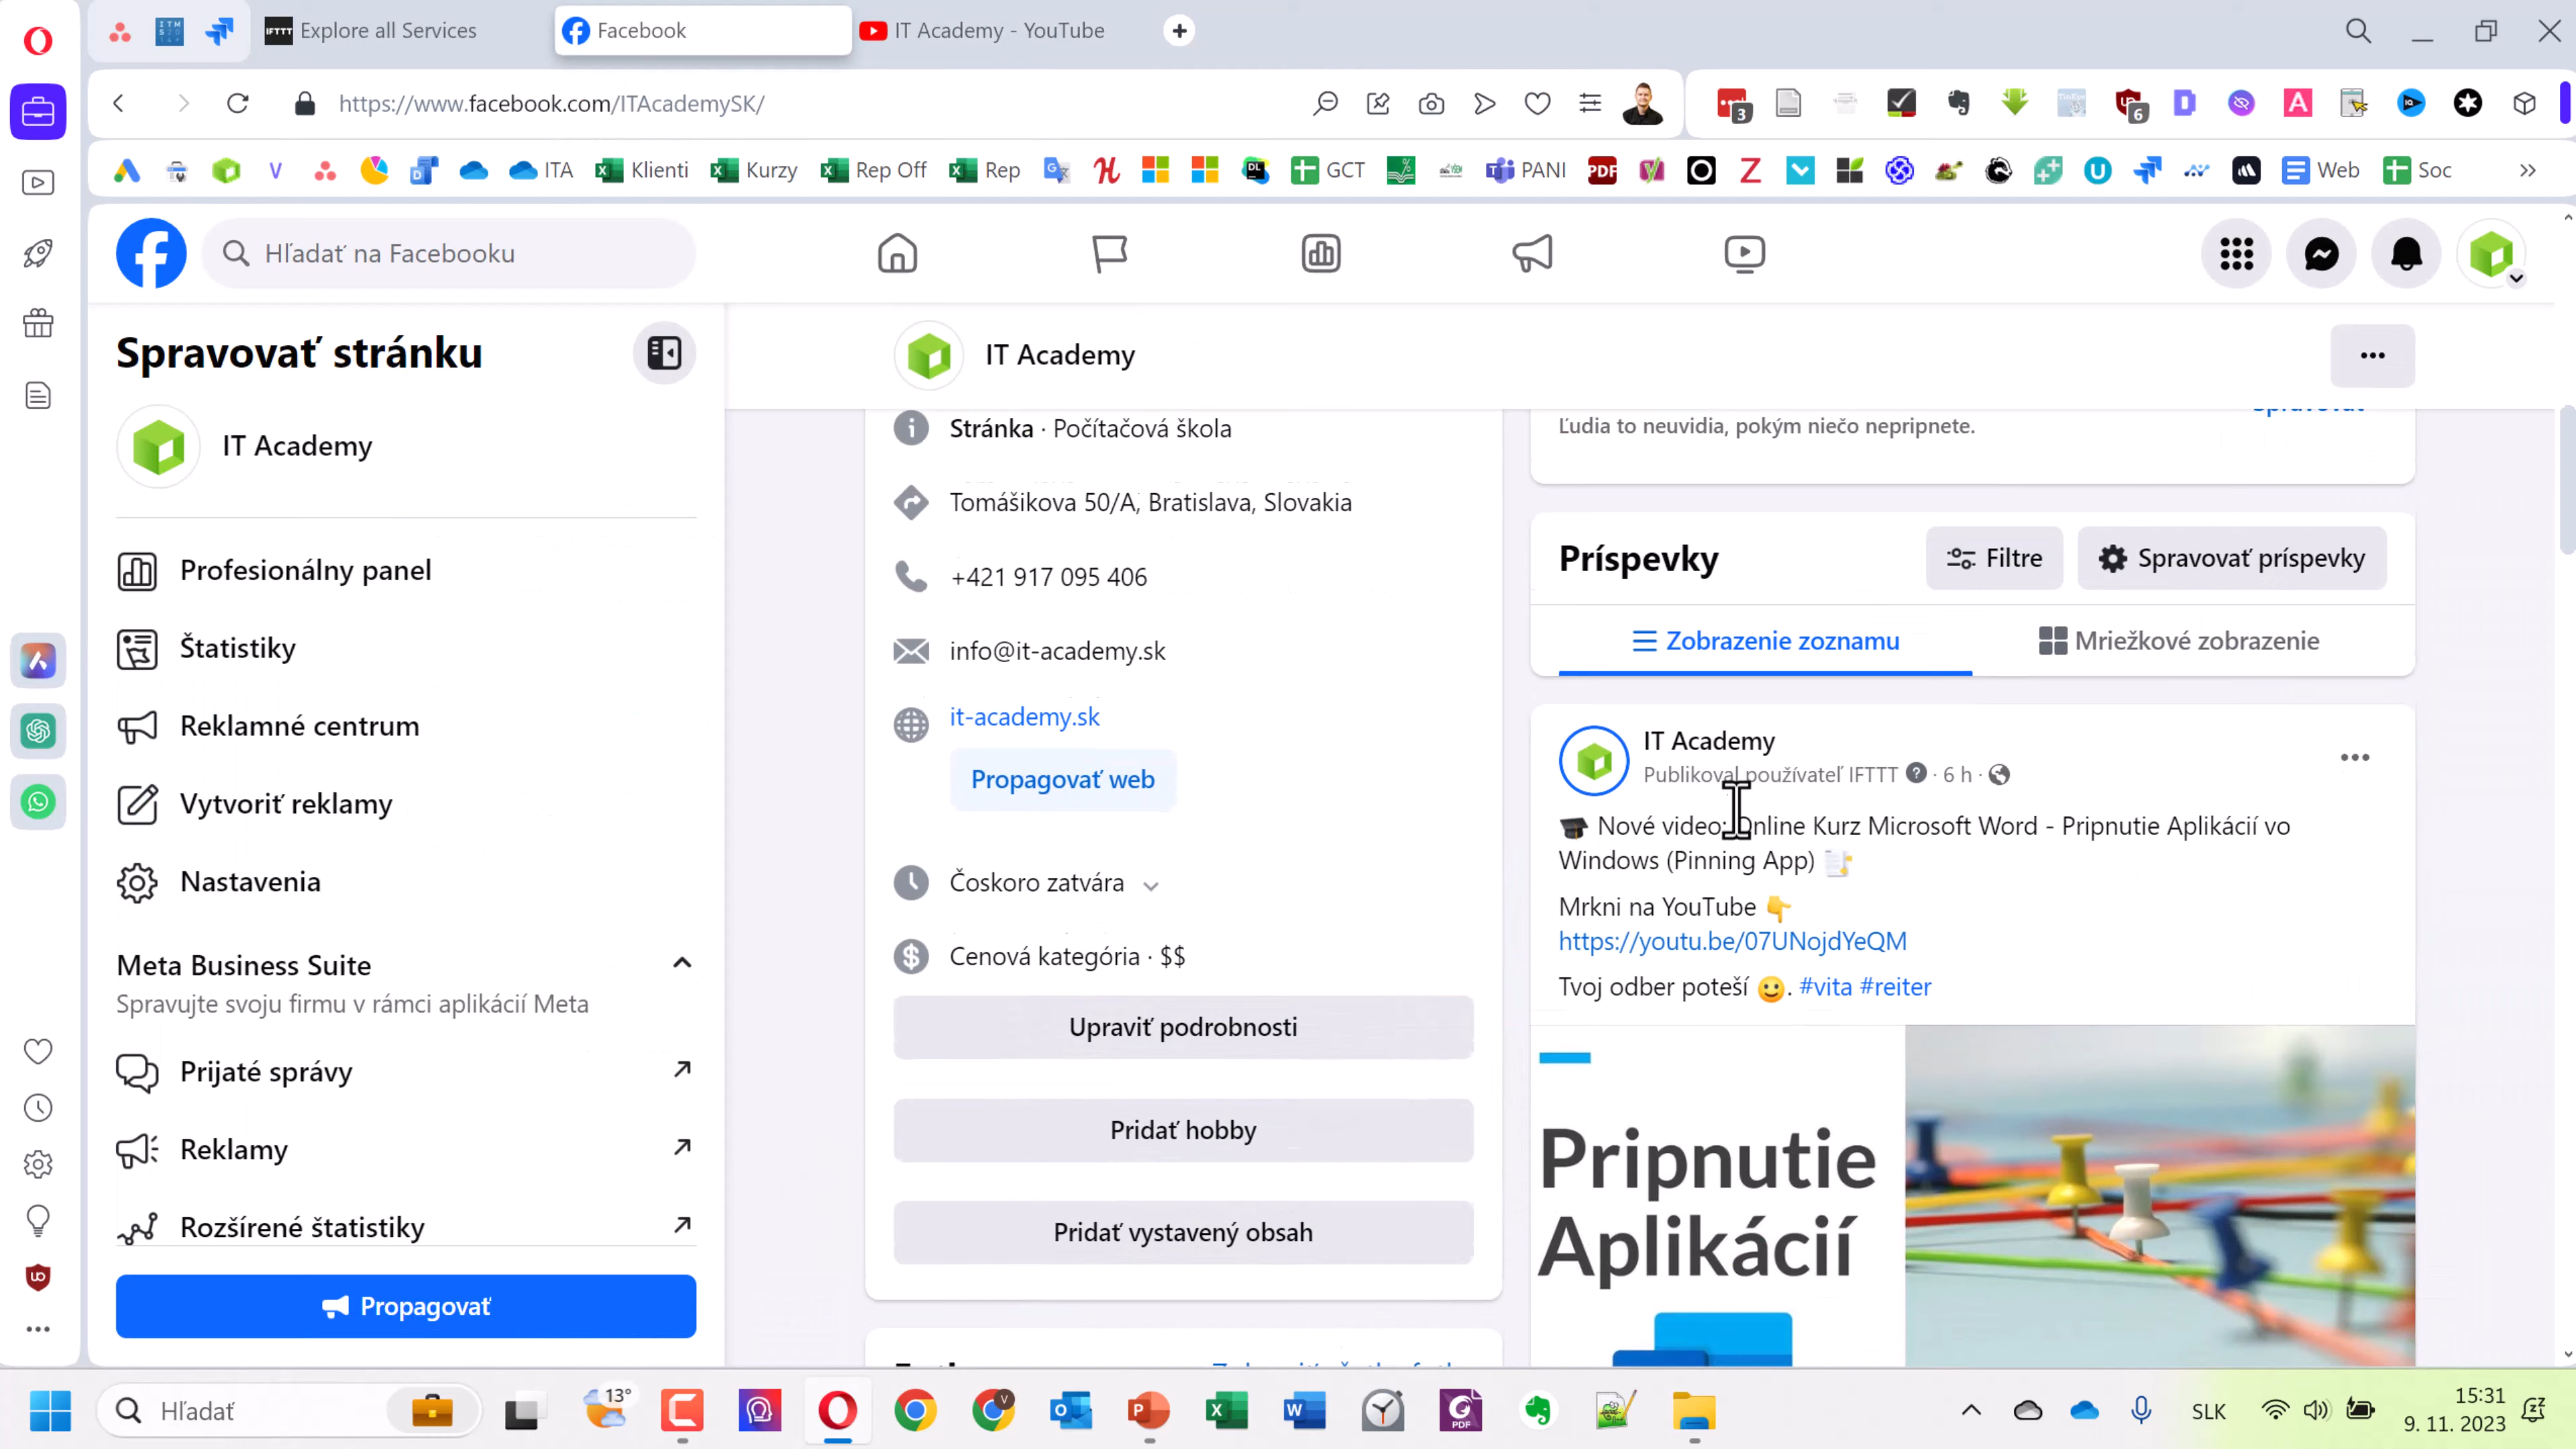 IFTTT Explore all Services
Facebook
IT Academy - YouTube
https://www.facebook.com/ITAcademySK/
3
6
ITA
Klienti
Kurzy
Rep Off
Rep
GCT
PANI
PDF
Web
Soc
Hľadať na Facebooku
Spravovať stránku
IT Academy
Profesionálny panel
Štatistiky
Reklamné centrum
Vytvoriť reklamy
Nastavenia
Meta Business Suite
Spravujte svoju firmu v rámci aplikácií Meta
Prijaté správy
Reklamy
Rozšírené štatistiky
Propagovať
IT Academy
Stránka · Počítačová škola
Tomášikova 50/A, Bratislava, Slovakia
+421 917 095 406
info@it-academy.sk
it-academy.sk
Propagovať web
Čoskoro zatvára
Cenová kategória · $$
Upraviť podrobnosti
Pridať hobby
Pridať vystavený obsah
Ľudia to neuvidia, pokým niečo nepripnete.
Príspevky
Filtre
Spravovať príspevky
Zobrazenie zoznamu
Mriežkové zobrazenie
IT Academy
Publikoval používateľ IFTTT · 6 h ·
Nové video: Online Kurz Microsoft Word - Pripnutie Aplikácií vo
Windows (Pinning App)
Mrkni na YouTube
https://youtu.be/07UNojdYeQM
Tvoj odber poteší . #vita #reiter
Pripnutie
Aplikácií
Hľadať
13°
SLK
15:31
9. 11. 2023